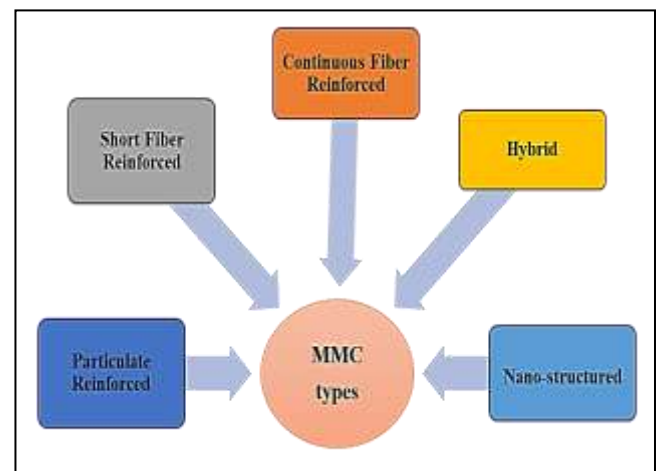 Continuous Fiber
Reinforced
Short Fiber
Reinforced
Hybrid
Particulate
Reinforced
MMC
types
Nano-structured